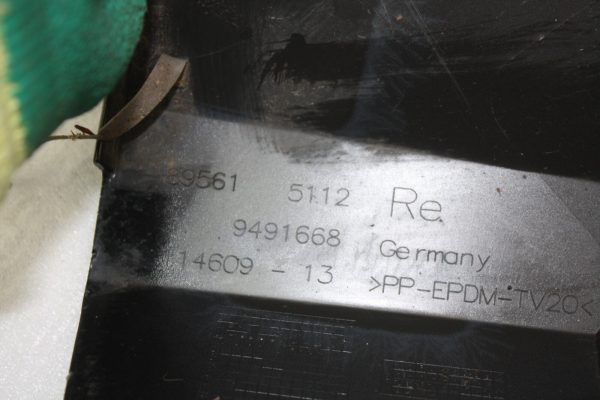 89561 5112 Re
9491668 Germany
14609 - 13 >PP-EPDM-TV20<